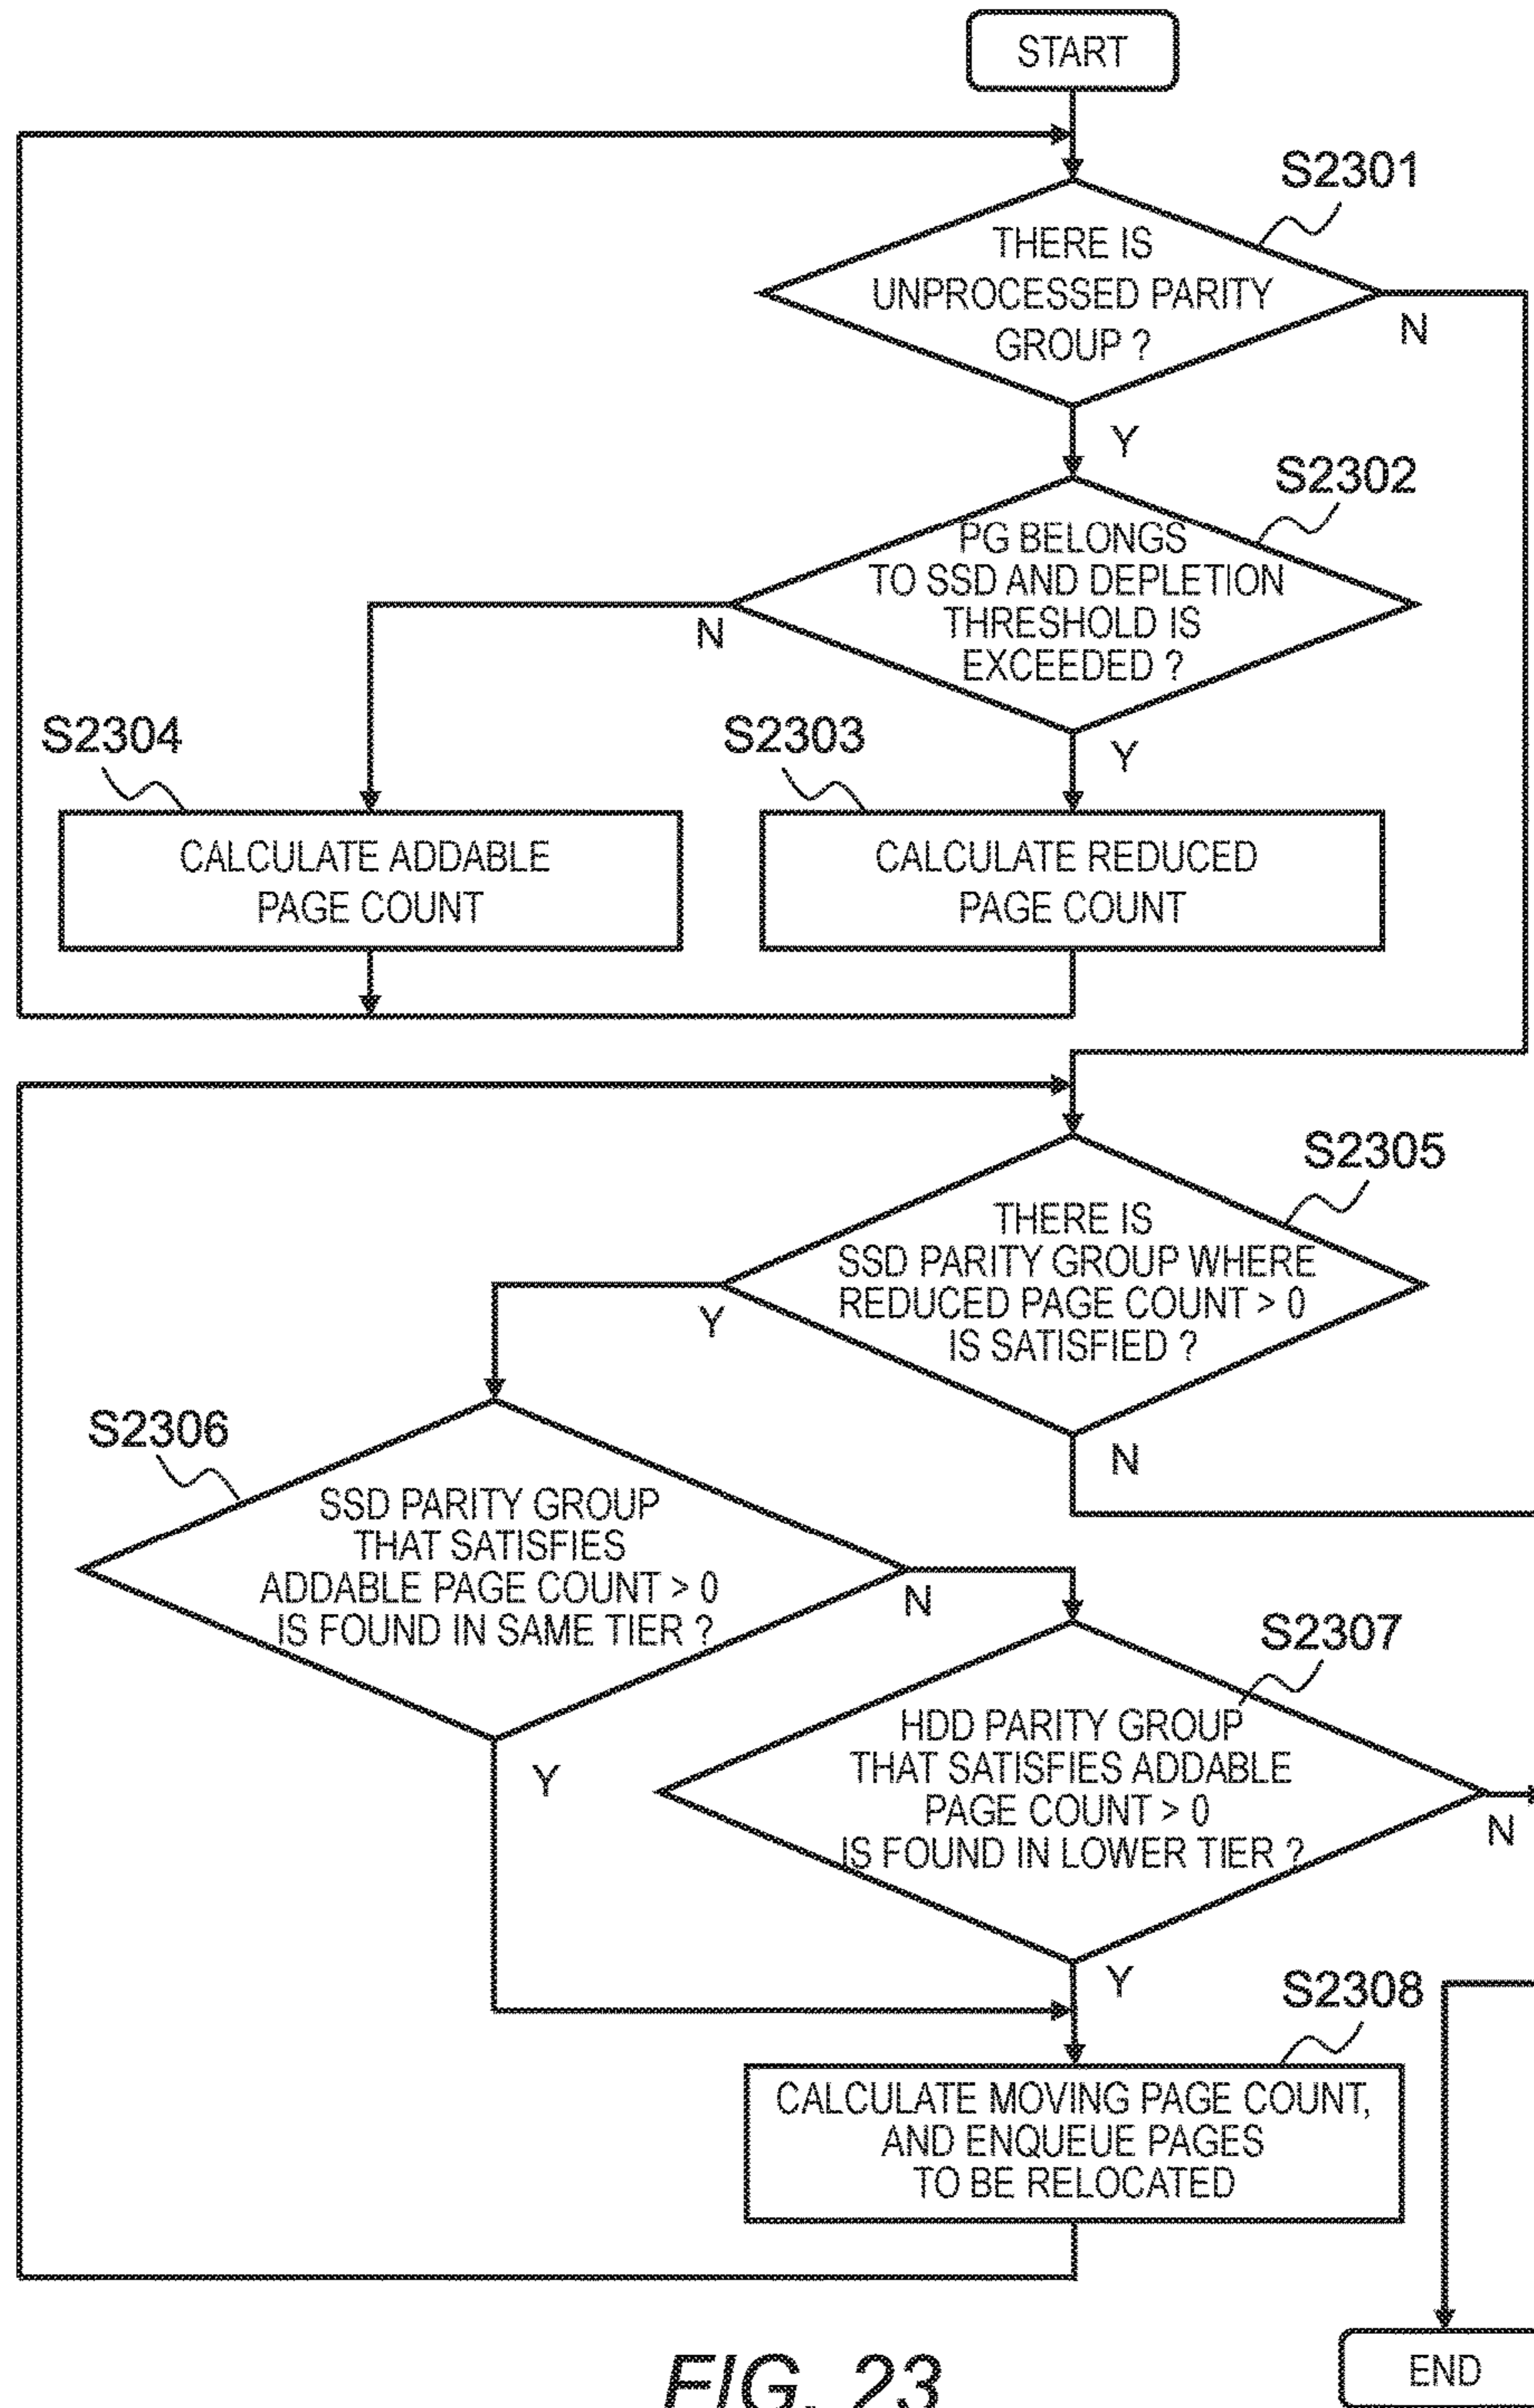 START
S2301
THERE IS
UNPROCESSED PARITY
GROUP ?
N
Y
S2302
PG BELONGS
TO SSD AND DEPLETION
THRESHOLD IS
EXCEEDED ?
N
Y
S2304
S2303
CALCULATE ADDABLE
PAGE COUNT
CALCULATE REDUCED
PAGE COUNT
S2305
THERE IS
SSD PARITY GROUP WHERE
REDUCED PAGE COUNT > 0
IS SATISFIED ?
Y
N
S2306
SSD PARITY GROUP
THAT SATISFIES
ADDABLE PAGE COUNT > 0
IS FOUND IN SAME TIER ?
N
Y
S2307
HDD PARITY GROUP
THAT SATISFIES ADDABLE
PAGE COUNT > 0
IS FOUND IN LOWER TIER ?
N
Y
S2308
CALCULATE MOVING PAGE COUNT,
AND ENQUEUE PAGES
TO BE RELOCATED
END
FIG. 23